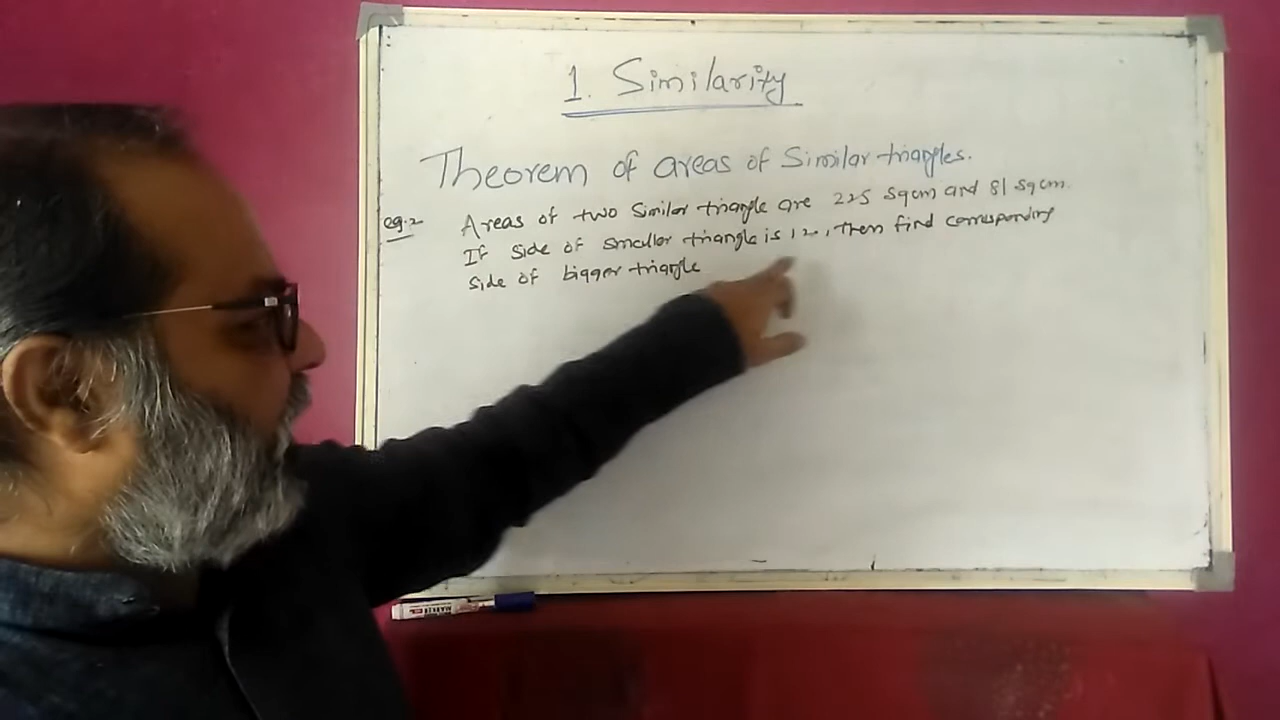 1. Similarity
Theorem of areas of Similar triangles.
eg.2 Areas of two Similar triangle are 225 sqcm and 81 sqcm.
If side of smaller triangle is 12, then find corresponding
side of bigger triangle